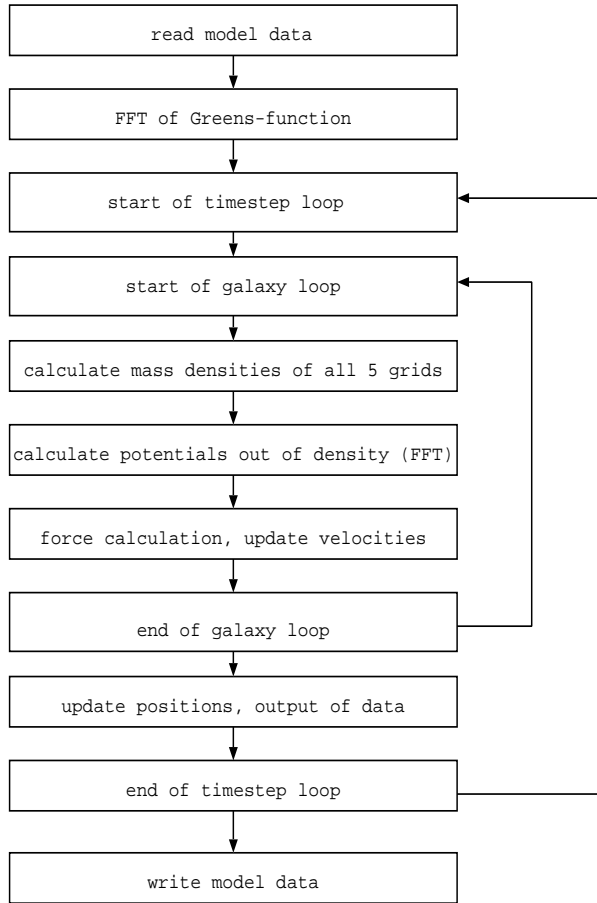 read model data
FFT of Greens-function
start of timestep loop
start of galaxy loop
calculate mass densities of all 5 grids
calculate potentials out of density (FFT)
force calculation, update velocities
end of galaxy loop
update positions, output of data
end of timestep loop
write model data